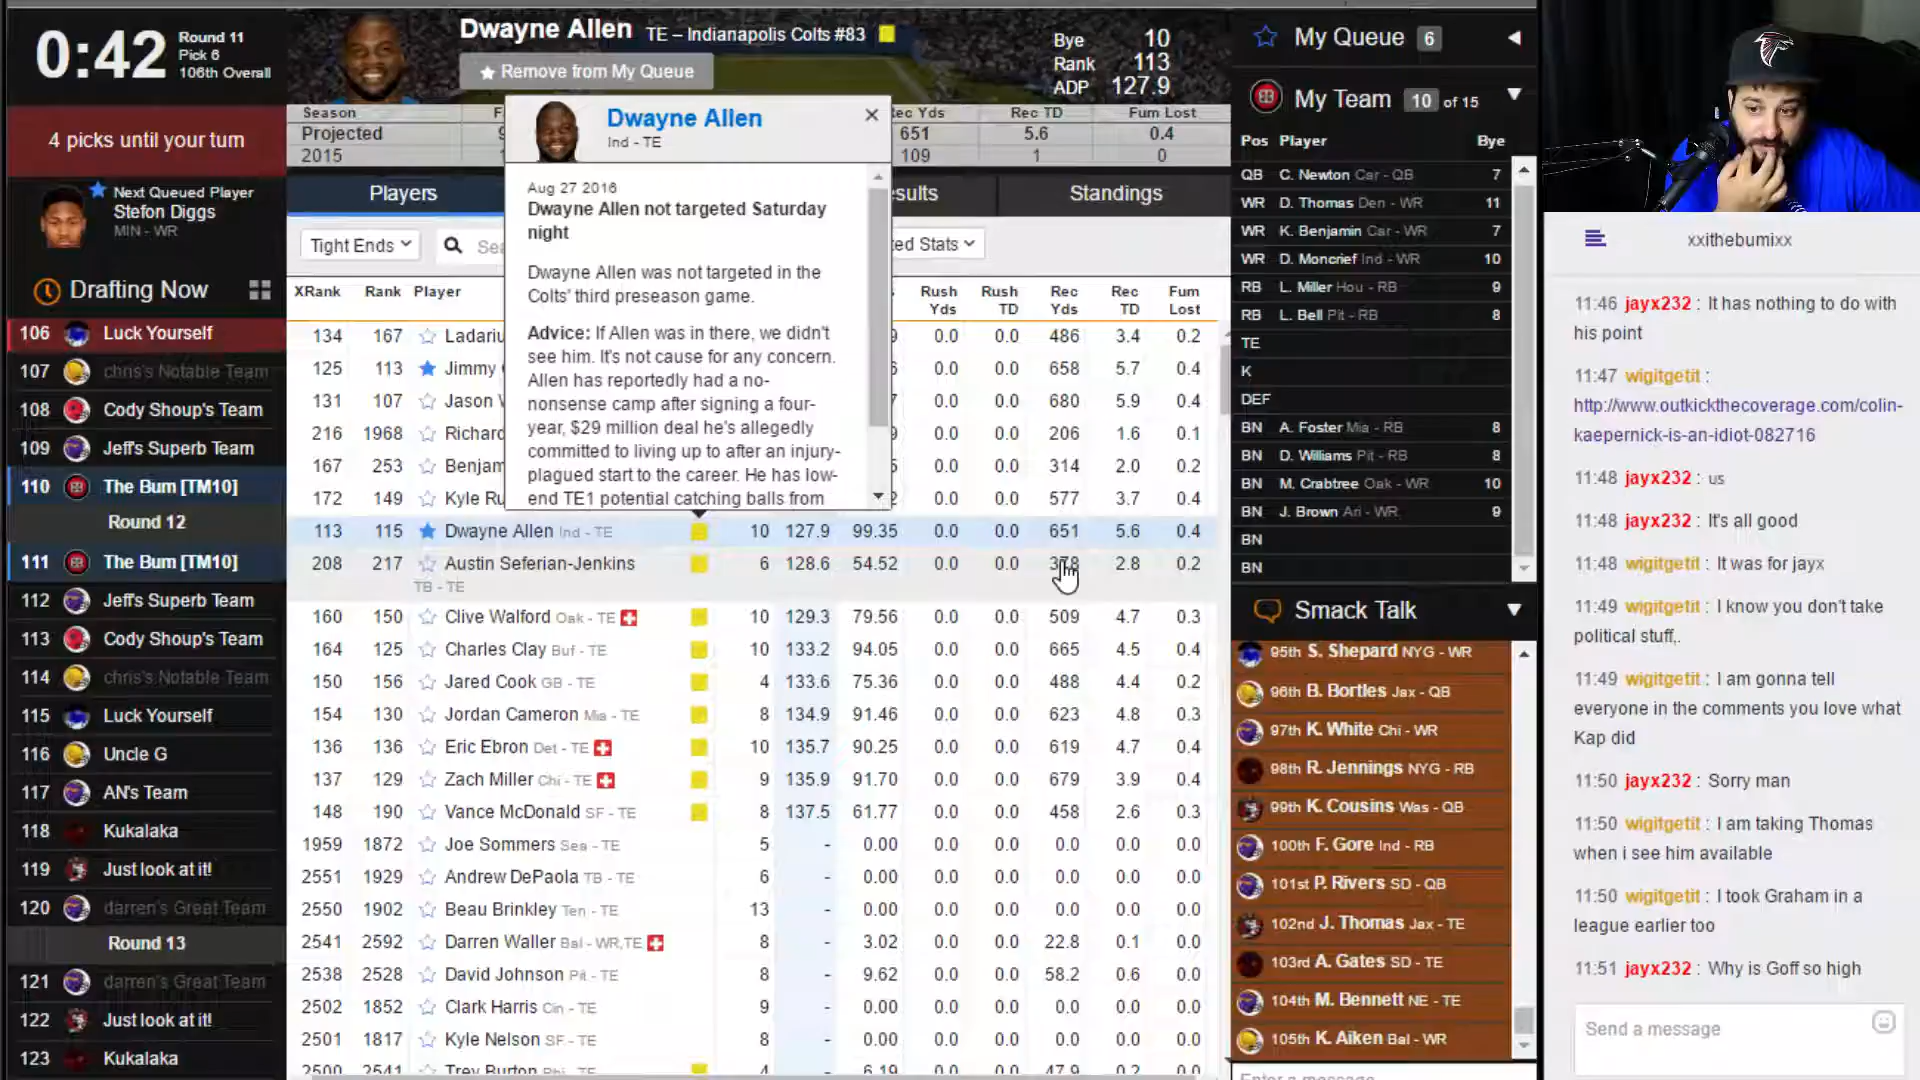 0:42
Round 11
Pick 6
106th Overall
4 picks until your turn
Next Queued Player
Stefon Diggs
MIN - WR
Drafting Now
106 Luck Yourself
107 chris's Notable Team
108 Cody Shoup's Team
109 Jeff's Superb Team
110 The Bum [TM10]
Round 12
111 The Bum [TM10]
112 Jeff's Superb Team
113 Cody Shoup's Team
114 chris's Notable Team
115 Luck Yourself
116 Uncle G
117 AN's Team
118 Kukalaka
119 Just look at it!
120 darren's Great Team
Round 13
121 darren's Great Team
122 Just look at it!
123 Kukalaka
Dwayne Allen TE – Indianapolis Colts #83
Remove from My Queue
Bye 10
Rank 113
ADP 127.9
Season Rec Yds Rec TD Fum Lost
Projected 651 5.6 0.4
2015 109 1 0
Players Standings
Tight Ends
Dwayne Allen
Ind - TE
Aug 27 2016
Dwayne Allen not targeted Saturday
night
Dwayne Allen was not targeted in the
Colts' third preseason game.
Advice: If Allen was in there, we didn't
see him. It's not cause for any concern.
Allen has reportedly had a no-
nonsense camp after signing a four-
year, $29 million deal he's allegedly
committed to living up to after an injury-
plagued start to the career. He has low-
end TE1 potential catching balls from
XRank Rank Player Rush Yds Rush TD Rec Yds Rec TD Fum Lost
134 167 Ladariu 0.0 0.0 486 3.4 0.2
125 113 Jimmy 0.0 0.0 658 5.7 0.4
131 107 Jason 0.0 0.0 680 5.9 0.4
216 1968 Richard 0.0 0.0 206 1.6 0.1
167 253 Benjam 0.0 0.0 314 2.0 0.2
172 149 Kyle Ru 0.0 0.0 577 3.7 0.4
113 115 Dwayne Allen Ind - TE 10 127.9 99.35 0.0 0.0 651 5.6 0.4
208 217 Austin Seferian-Jenkins 6 128.6 54.52 0.0 0.0 2.8 0.2
TB - TE
160 150 Clive Walford Oak - TE 10 129.3 79.56 0.0 0.0 509 4.7 0.3
164 125 Charles Clay Buf - TE 10 133.2 94.05 0.0 0.0 665 4.5 0.4
150 156 Jared Cook GB - TE 4 133.6 75.36 0.0 0.0 488 4.4 0.2
154 130 Jordan Cameron Mia - TE 8 134.9 91.46 0.0 0.0 623 4.8 0.3
136 136 Eric Ebron Det - TE 10 135.7 90.25 0.0 0.0 619 4.7 0.4
137 129 Zach Miller Chi - TE 9 135.9 91.70 0.0 0.0 679 3.9 0.4
148 190 Vance McDonald SF - TE 8 137.5 61.77 0.0 0.0 458 2.6 0.3
1959 1872 Joe Sommers Sea - TE 5 - 0.00 0.0 0.0 0.0 0.0 0.0
2551 1929 Andrew DePaola TB - TE 6 - 0.00 0.0 0.0 0.0 0.0 0.0
2550 1902 Beau Brinkley Ten - TE 13 - 0.00 0.0 0.0 0.0 0.0 0.0
2541 2592 Darren Waller Bal - WR,TE 8 - 3.02 0.0 0.0 22.8 0.1 0.0
2538 2528 David Johnson Pit - TE 8 - 9.62 0.0 0.0 58.2 0.6 0.0
2502 1852 Clark Harris Cin - TE 9 - 0.00 0.0 0.0 0.0 0.0 0.0
2501 1817 Kyle Nelson SF - TE 8 - 0.00 0.0 0.0 0.0 0.0 0.0
2500 2541 Trey Burton Phi - TE 4 - 6.19 0.0 0.0 47.9 0.2 0.0
My Queue 6
My Team 10 of 15
Pos Player Bye
QB C. Newton Car - QB 7
WR D. Thomas Den - WR 11
WR K. Benjamin Car - WR 7
WR D. Moncrief Ind - WR 10
RB L. Miller Hou - RB 9
RB L. Bell Pit - RB 8
TE
K
DEF
BN A. Foster Mia - RB 8
BN D. Williams Pit - RB 8
BN M. Crabtree Oak - WR 10
BN J. Brown Ari - WR 9
BN
BN
Smack Talk
95th S. Shepard NYG - WR
96th B. Bortles Jax - QB
97th K. White Chi - WR
98th R. Jennings NYG - RB
99th K. Cousins Was - QB
100th F. Gore Ind - RB
101st P. Rivers SD - QB
102nd J. Thomas Jax - TE
103rd A. Gates SD - TE
104th M. Bennett NE - TE
105th K. Aiken Bal - WR
Enter a message
xxithebumixx
11:46 jayx232 : It has nothing to do with
his point
11:47 wigitgetit :
http://www.outkickthecoverage.com/colin-
kaepernick-is-an-idiot-082716
11:48 jayx232 : us
11:48 jayx232 : It's all good
11:48 wigitgetit : It was for jayx
11:49 wigitgetit : I know you don't take
political stuff,.
11:49 wigitgetit : I am gonna tell
everyone in the comments you love what
Kap did
11:50 jayx232 : Sorry man
11:50 wigitgetit : I am taking Thomas
when i see him available
11:50 wigitgetit : I took Graham in a
league earlier too
11:51 jayx232 : Why is Goff so high
Send a message